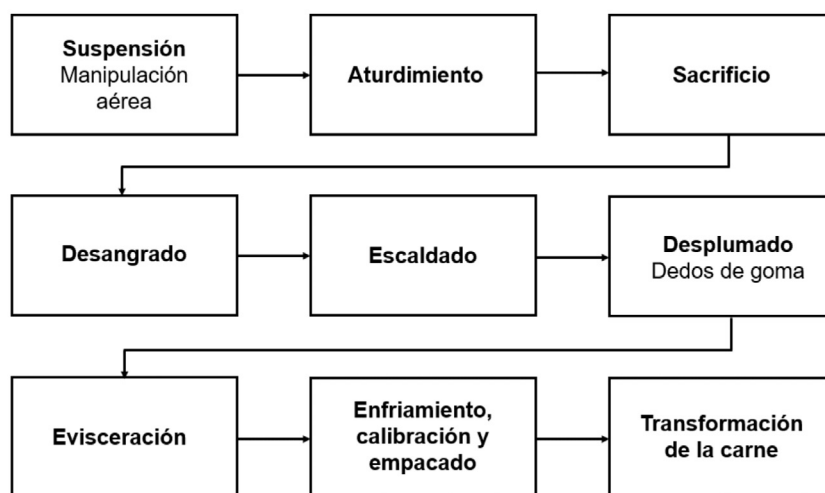 Suspensión
Manipulación
aérea
Aturdimiento
Sacrificio
Desangrado
Escaldado
Desplumado
Dedos de goma
Evisceración
Enfriamiento,
calibración y
empacado
Transformación
de la carne